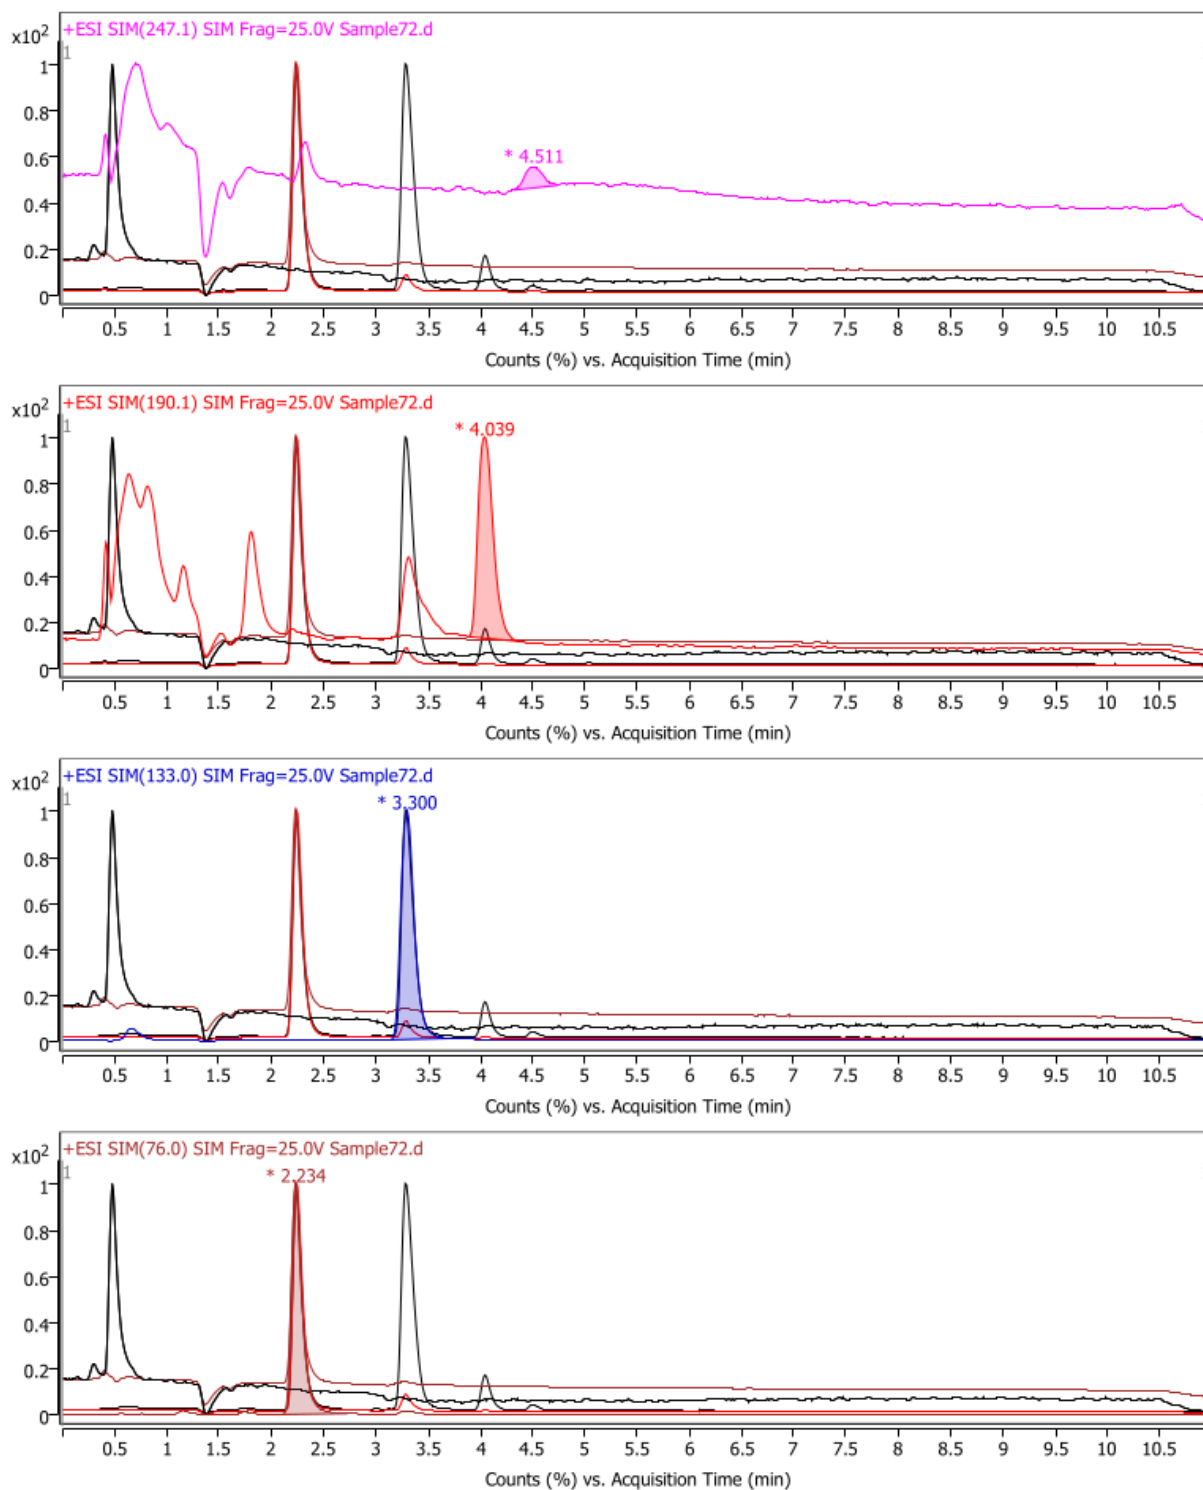 +ESI SIM(247.1) SIM Frag=25.0V Sample72.d
x10²
1
1
0.8
0.6
0.4
0.2
0
* 4.511
0.5 1 1.5 2 2.5 3 3.5 4 4.5 5 5.5 6 6.5 7 7.5 8 8.5 9 9.5 10 10.5
Counts (%) vs. Acquisition Time (min)
+ESI SIM(190.1) SIM Frag=25.0V Sample72.d
x10²
1
1
0.8
0.6
0.4
0.2
0
* 4.039
0.5 1 1.5 2 2.5 3 3.5 4 4.5 5 5.5 6 6.5 7 7.5 8 8.5 9 9.5 10 10.5
Counts (%) vs. Acquisition Time (min)
+ESI SIM(133.0) SIM Frag=25.0V Sample72.d
x10²
1
1
0.8
0.6
0.4
0.2
0
* 3.300
0.5 1 1.5 2 2.5 3 3.5 4 4.5 5 5.5 6 6.5 7 7.5 8 8.5 9 9.5 10 10.5
Counts (%) vs. Acquisition Time (min)
+ESI SIM(76.0) SIM Frag=25.0V Sample72.d
x10²
1
1
0.8
0.6
0.4
0.2
0
* 2.234
0.5 1 1.5 2 2.5 3 3.5 4 4.5 5 5.5 6 6.5 7 7.5 8 8.5 9 9.5 10 10.5
Counts (%) vs. Acquisition Time (min)